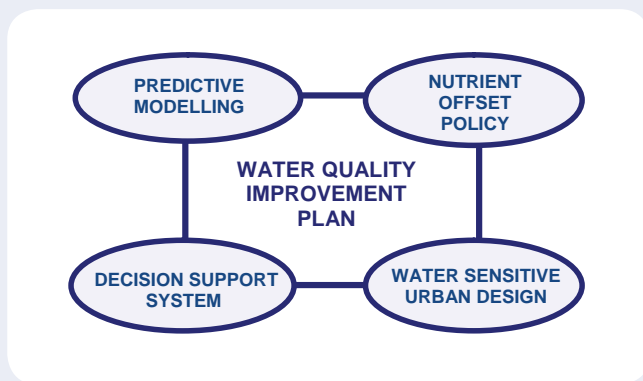 PREDICTIVE
MODELLING
NUTRIENT
OFFSET
POLICY
WATER QUALITY
IMPROVEMENT
PLAN
DECISION SUPPORT
SYSTEM
WATER SENSITIVE
URBAN DESIGN